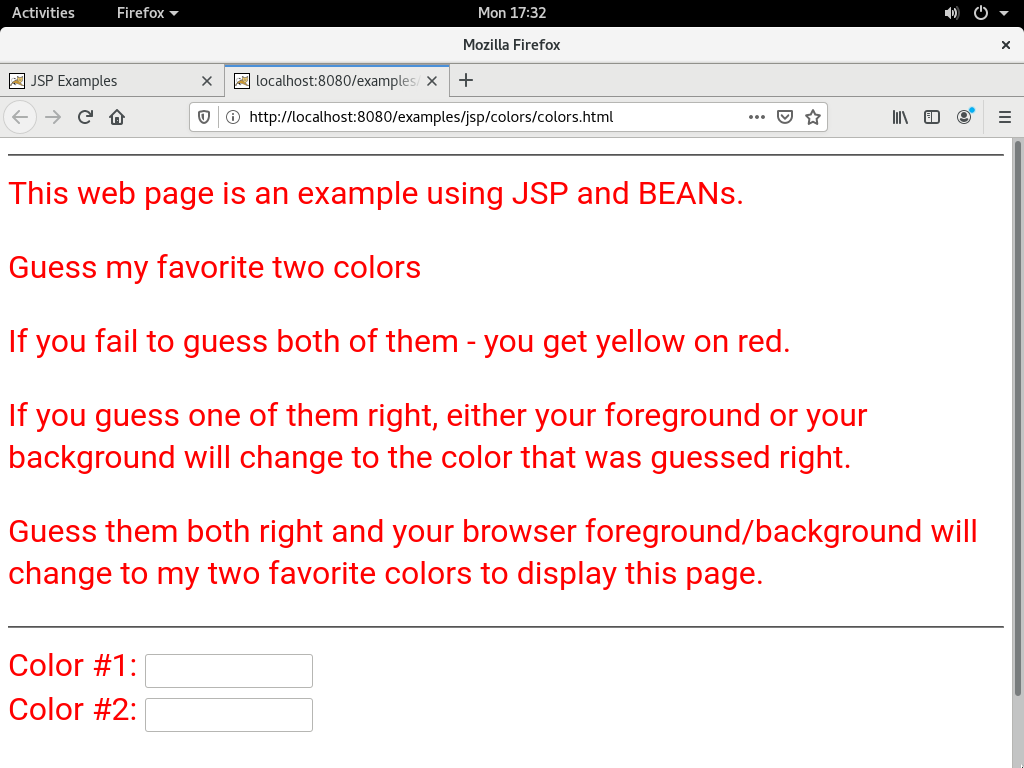 Activities Firefox Mon 17:32
Mozilla Firefox
JSP Examples localhost:8080/examples/
http://localhost:8080/examples/jsp/colors/colors.html
This web page is an example using JSP and BEANs.
Guess my favorite two colors
If you fail to guess both of them - you get yellow on red.
If you guess one of them right, either your foreground or your
background will change to the color that was guessed right.
Guess them both right and your browser foreground/background will
change to my two favorite colors to display this page.
Color #1:
Color #2: